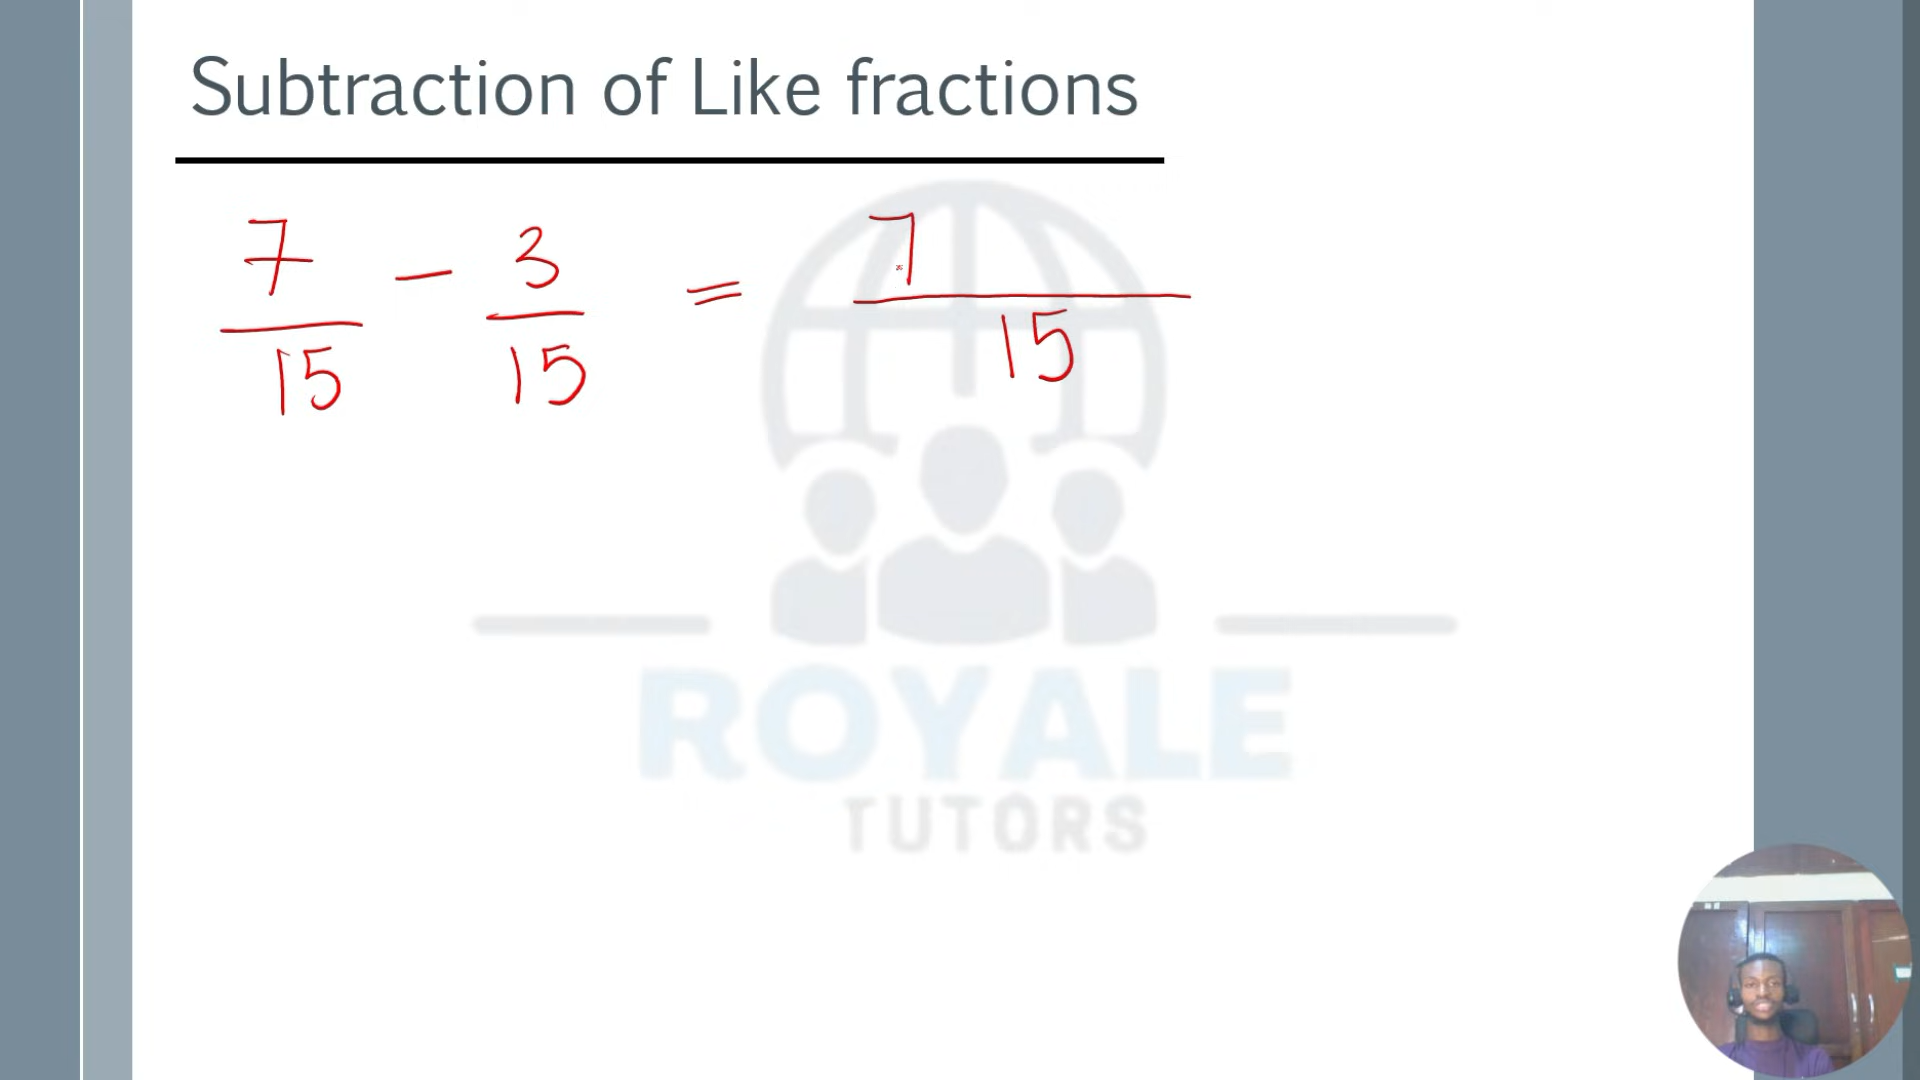 Subtraction of Like fractions
7/15 - 3/15 = 7/15
ROYALE
TUTORS